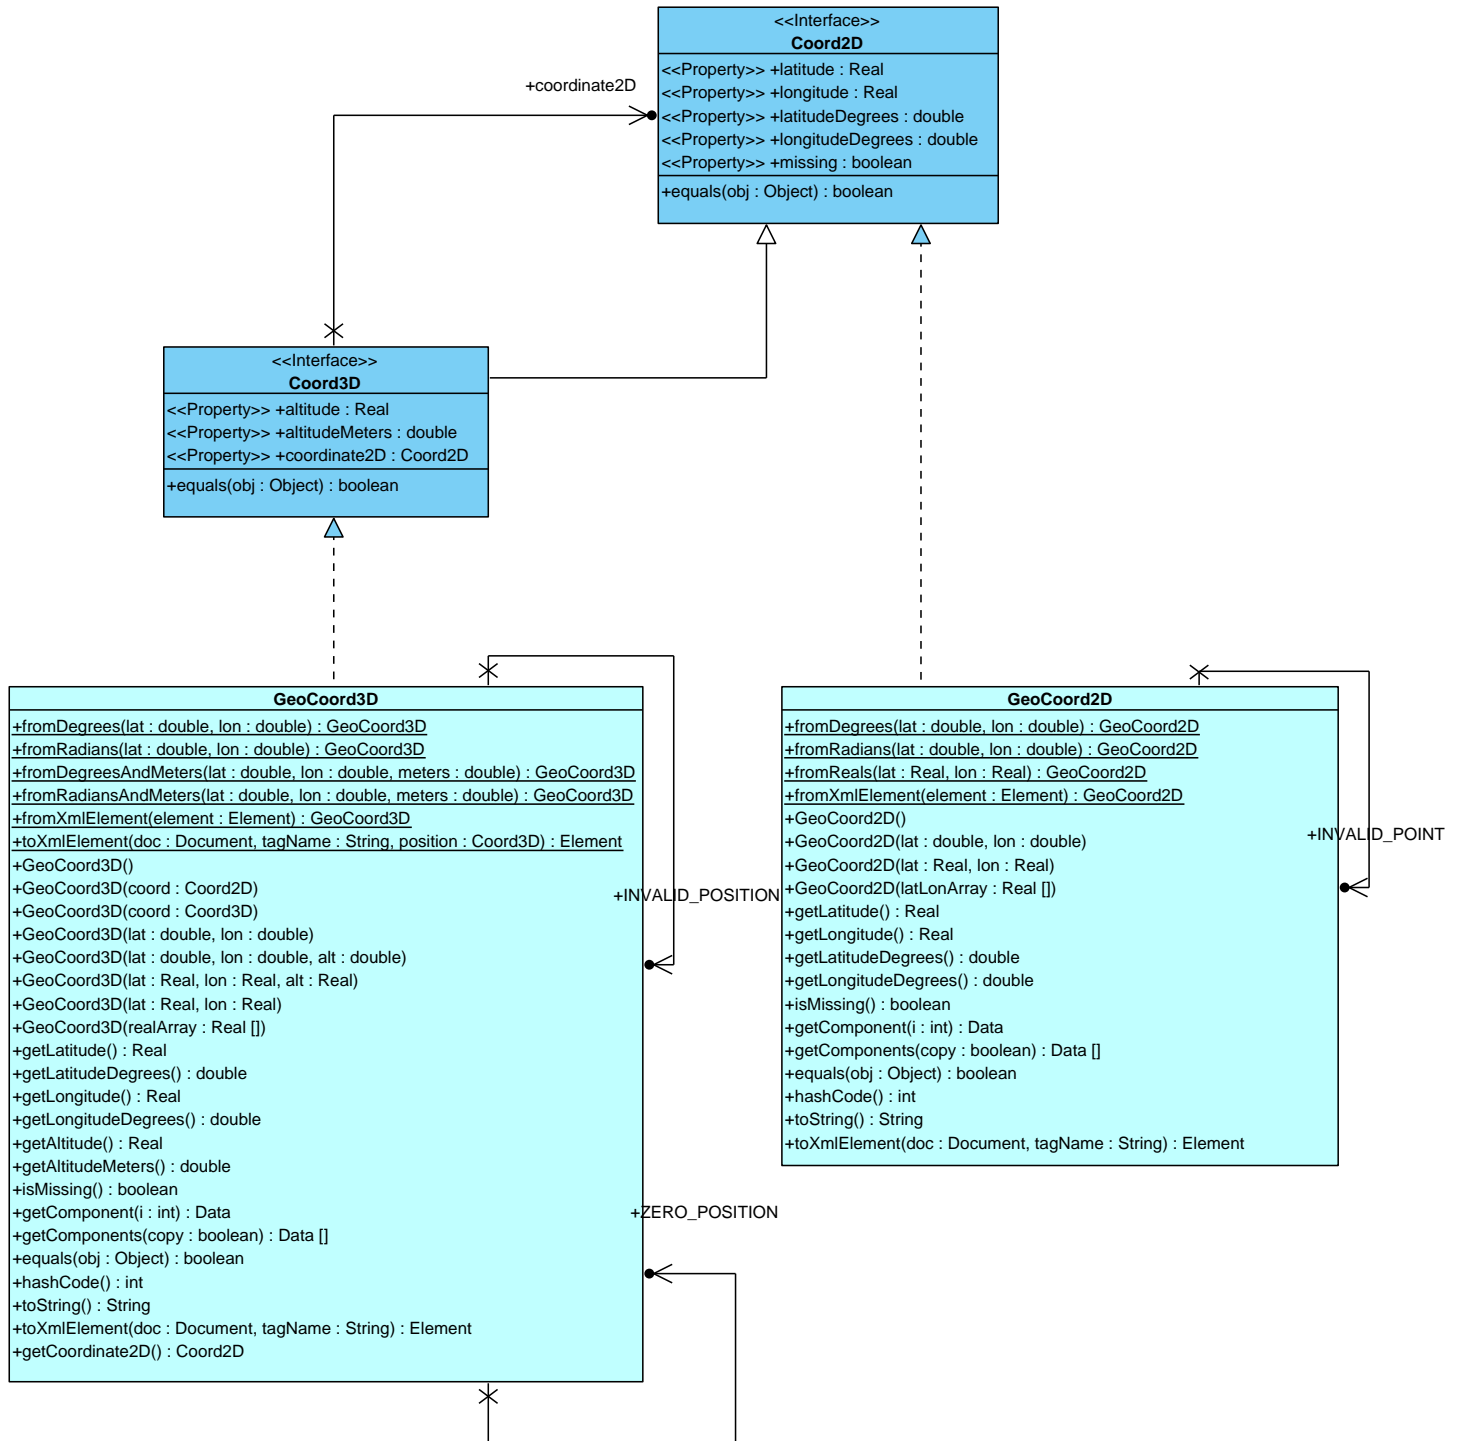 <<Interface>>
Coord2D
<<Property>> +latitude : Real
<<Property>> +longitude : Real
<<Property>> +latitudeDegrees : double
<<Property>> +longitudeDegrees : double
<<Property>> +missing : boolean
+equals(obj : Object) : boolean
+coordinate2D
<<Interface>>
Coord3D
<<Property>> +altitude : Real
<<Property>> +altitudeMeters : double
<<Property>> +coordinate2D : Coord2D
+equals(obj : Object) : boolean
GeoCoord3D
+fromDegrees(lat : double, lon : double) : GeoCoord3D
+fromRadians(lat : double, lon : double) : GeoCoord3D
+fromDegreesAndMeters(lat : double, lon : double, meters : double) : GeoCoord3D
+fromRadiansAndMeters(lat : double, lon : double, meters : double) : GeoCoord3D
+fromXmlElement(element : Element) : GeoCoord3D
+toXmlElement(doc : Document, tagName : String, position : Coord3D) : Element
+GeoCoord3D()
+GeoCoord3D(coord : Coord2D)
+GeoCoord3D(coord : Coord3D)
+GeoCoord3D(lat : double, lon : double)
+GeoCoord3D(lat : double, lon : double, alt : double)
+GeoCoord3D(lat : Real, lon : Real, alt : Real)
+GeoCoord3D(lat : Real, lon : Real)
+GeoCoord3D(realArray : Real [])
+getLatitude() : Real
+getLatitudeDegrees() : double
+getLongitude() : Real
+getLongitudeDegrees() : double
+getAltitude() : Real
+getAltitudeMeters() : double
+isMissing() : boolean
+getComponent(i : int) : Data
+getComponents(copy : boolean) : Data []
+equals(obj : Object) : boolean
+hashCode() : int
+toString() : String
+toXmlElement(doc : Document, tagName : String) : Element
+getCoordinate2D() : Coord2D
+INVALID_POSITION
+ZERO_POSITION
GeoCoord2D
+fromDegrees(lat : double, lon : double) : GeoCoord2D
+fromRadians(lat : double, lon : double) : GeoCoord2D
+fromReals(lat : Real, lon : Real) : GeoCoord2D
+fromXmlElement(element : Element) : GeoCoord2D
+GeoCoord2D()
+GeoCoord2D(lat : double, lon : double)
+GeoCoord2D(lat : Real, lon : Real)
+GeoCoord2D(latLonArray : Real [])
+getLatitude() : Real
+getLongitude() : Real
+getLatitudeDegrees() : double
+getLongitudeDegrees() : double
+isMissing() : boolean
+getComponent(i : int) : Data
+getComponents(copy : boolean) : Data []
+equals(obj : Object) : boolean
+hashCode() : int
+toString() : String
+toXmlElement(doc : Document, tagName : String) : Element
+INVALID_POINT